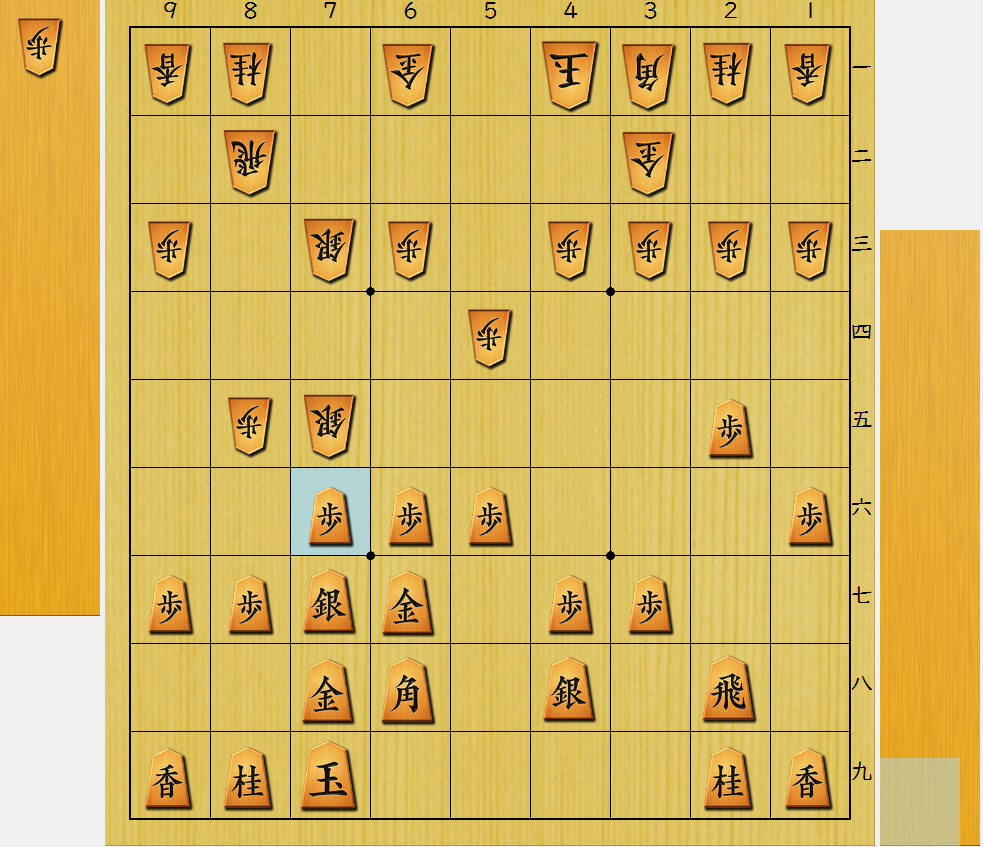 歩
9 8 7 6 5 4 3 2 1
香 桂 金 王 角 桂 香 一
飛 金 二
歩 銀 歩 歩 歩 歩 歩 三
歩 四
歩 銀 歩 五
歩 歩 歩 歩 六
歩 歩 銀 金 歩 歩 七
金 角 銀 飛 八
香 桂 玉 桂 香 九